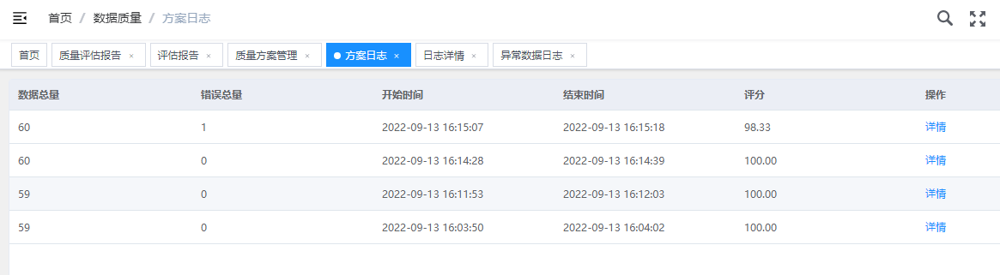 首页 / 数据质量 / 方案日志
首页 质量评估报告 × 评估报告 × 质量方案管理 × 方案日志 × 日志详情 × 异常数据日志 ×
数据总量 错误总量 开始时间 结束时间 评分 操作
60 1 2022-09-13 16:15:07 2022-09-13 16:15:18 98.33 详情
60 0 2022-09-13 16:14:28 2022-09-13 16:14:39 100.00 详情
59 0 2022-09-13 16:11:53 2022-09-13 16:12:03 100.00 详情
59 0 2022-09-13 16:03:50 2022-09-13 16:04:02 100.00 详情